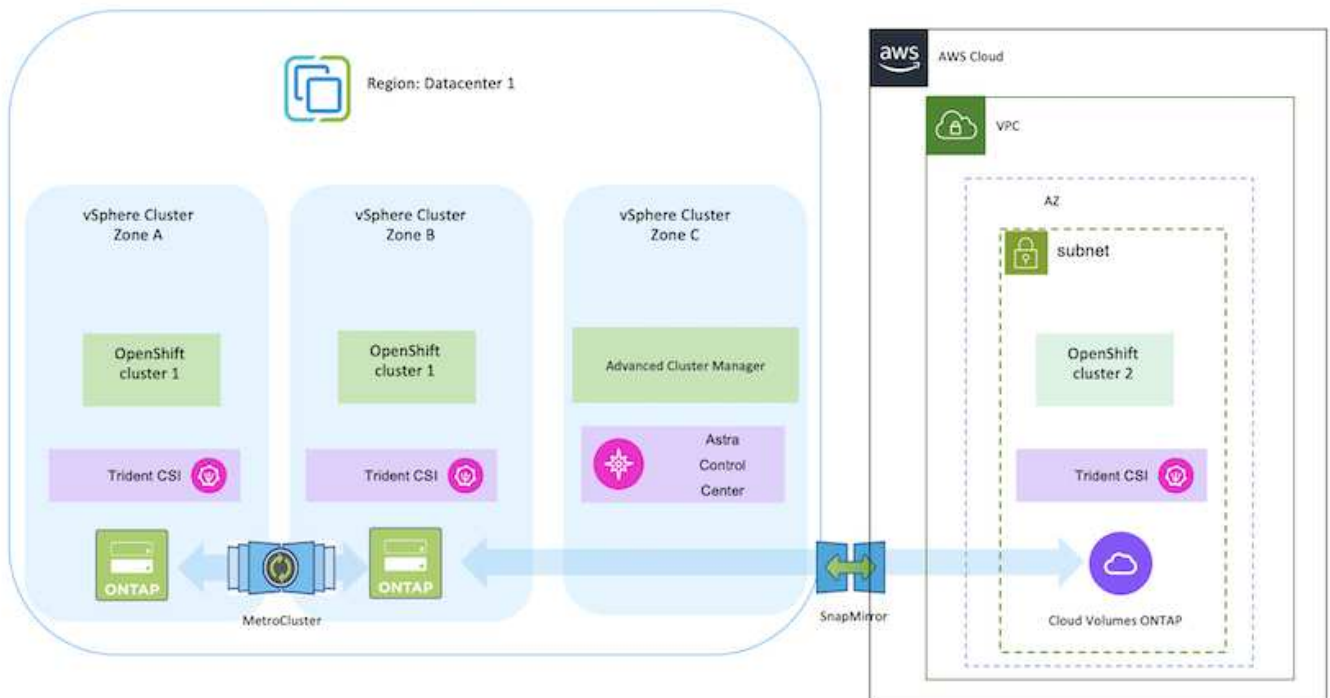 Region: Datacenter 1
aws
AWS Cloud
VPC
AZ
subnet
vSphere Cluster
Zone A
vSphere Cluster
Zone B
vSphere Cluster
Zone C
OpenShift
cluster 1
OpenShift
cluster 1
Advanced Cluster Manager
OpenShift
cluster 2
Trident CSI
Trident CSI
Astra
Control
Center
Trident CSI
ONTAP
ONTAP
MetroCluster
SnapMirror
Cloud Volumes ONTAP